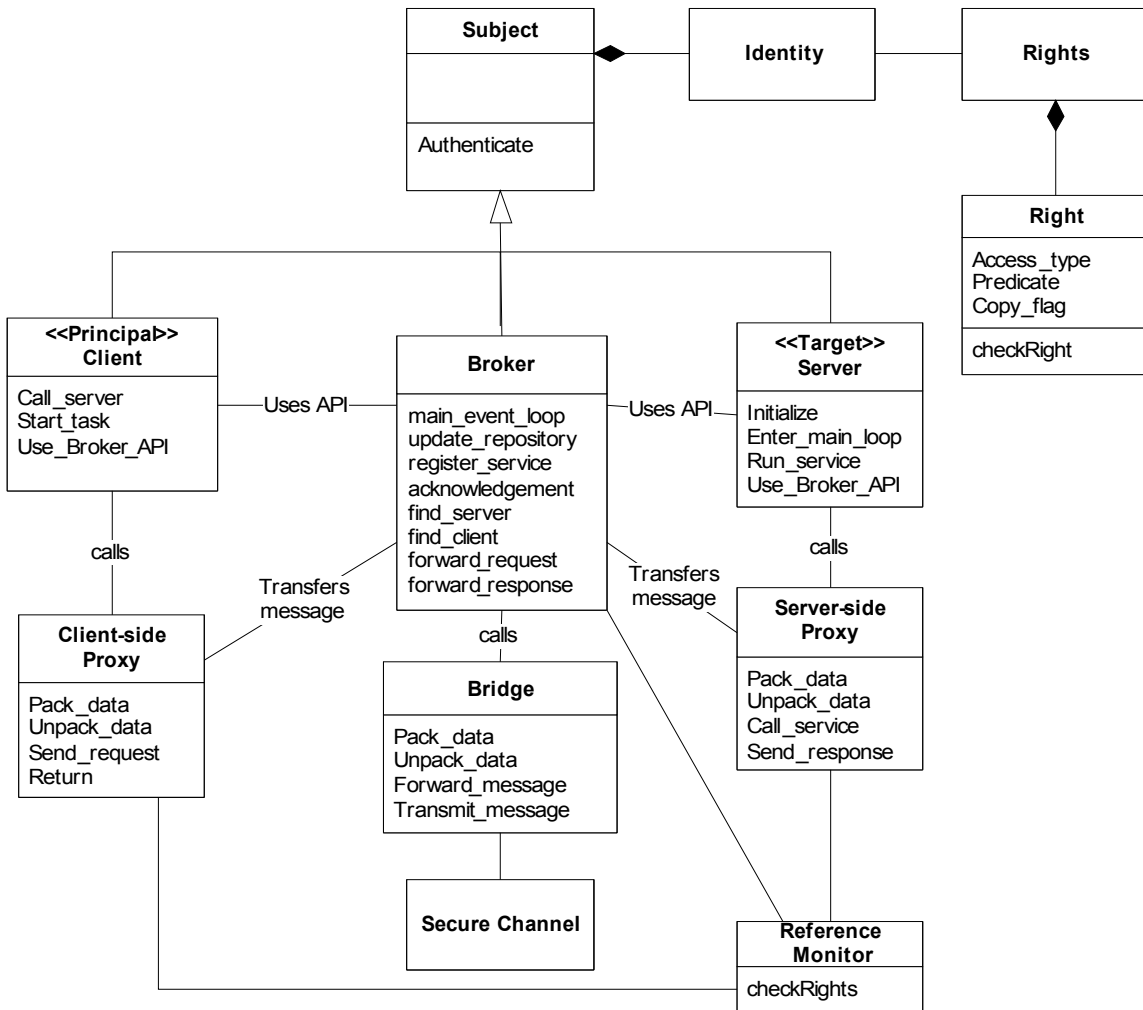 Subject
Authenticate
Identity
Rights
Right
Access_type
Predicate
Copy_flag
checkRight
<<Principal>>
Client
Call_server
Start_task
Use_Broker_API
Uses API
Broker
main_event_loop
update_repository
register_service
acknowledgement
find_server
find_client
forward_request
forward_response
Uses API
<<Target>>
Server
Initialize
Enter_main_loop
Run_service
Use_Broker_API
calls
Transfers
message
calls
Transfers
message
calls
Client-side
Proxy
Pack_data
Unpack_data
Send_request
Return
Bridge
Pack_data
Unpack_data
Forward_message
Transmit_message
Server-side
Proxy
Pack_data
Unpack_data
Call_service
Send_response
Secure Channel
Reference
Monitor
checkRights